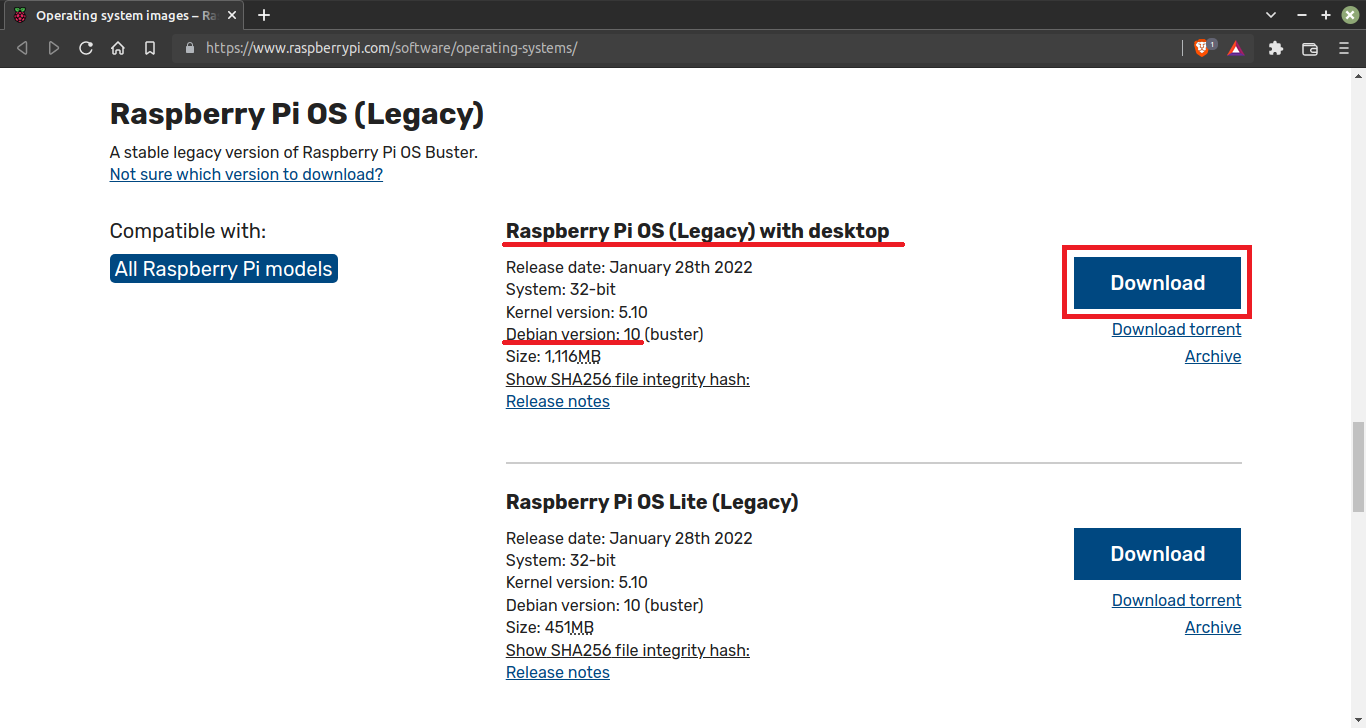 Operating system images – Ra
https://www.raspberrypi.com/software/operating-systems/
1
Raspberry Pi OS (Legacy)
A stable legacy version of Raspberry Pi OS Buster.
Not sure which version to download?
Compatible with:
All Raspberry Pi models
Raspberry Pi OS (Legacy) with desktop
Release date: January 28th 2022
System: 32-bit
Kernel version: 5.10
Debian version: 10 (buster)
Size: 1,116MB
Show SHA256 file integrity hash:
Release notes
Download
Download torrent
Archive
Raspberry Pi OS Lite (Legacy)
Release date: January 28th 2022
System: 32-bit
Kernel version: 5.10
Debian version: 10 (buster)
Size: 451MB
Show SHA256 file integrity hash:
Release notes
Download
Download torrent
Archive